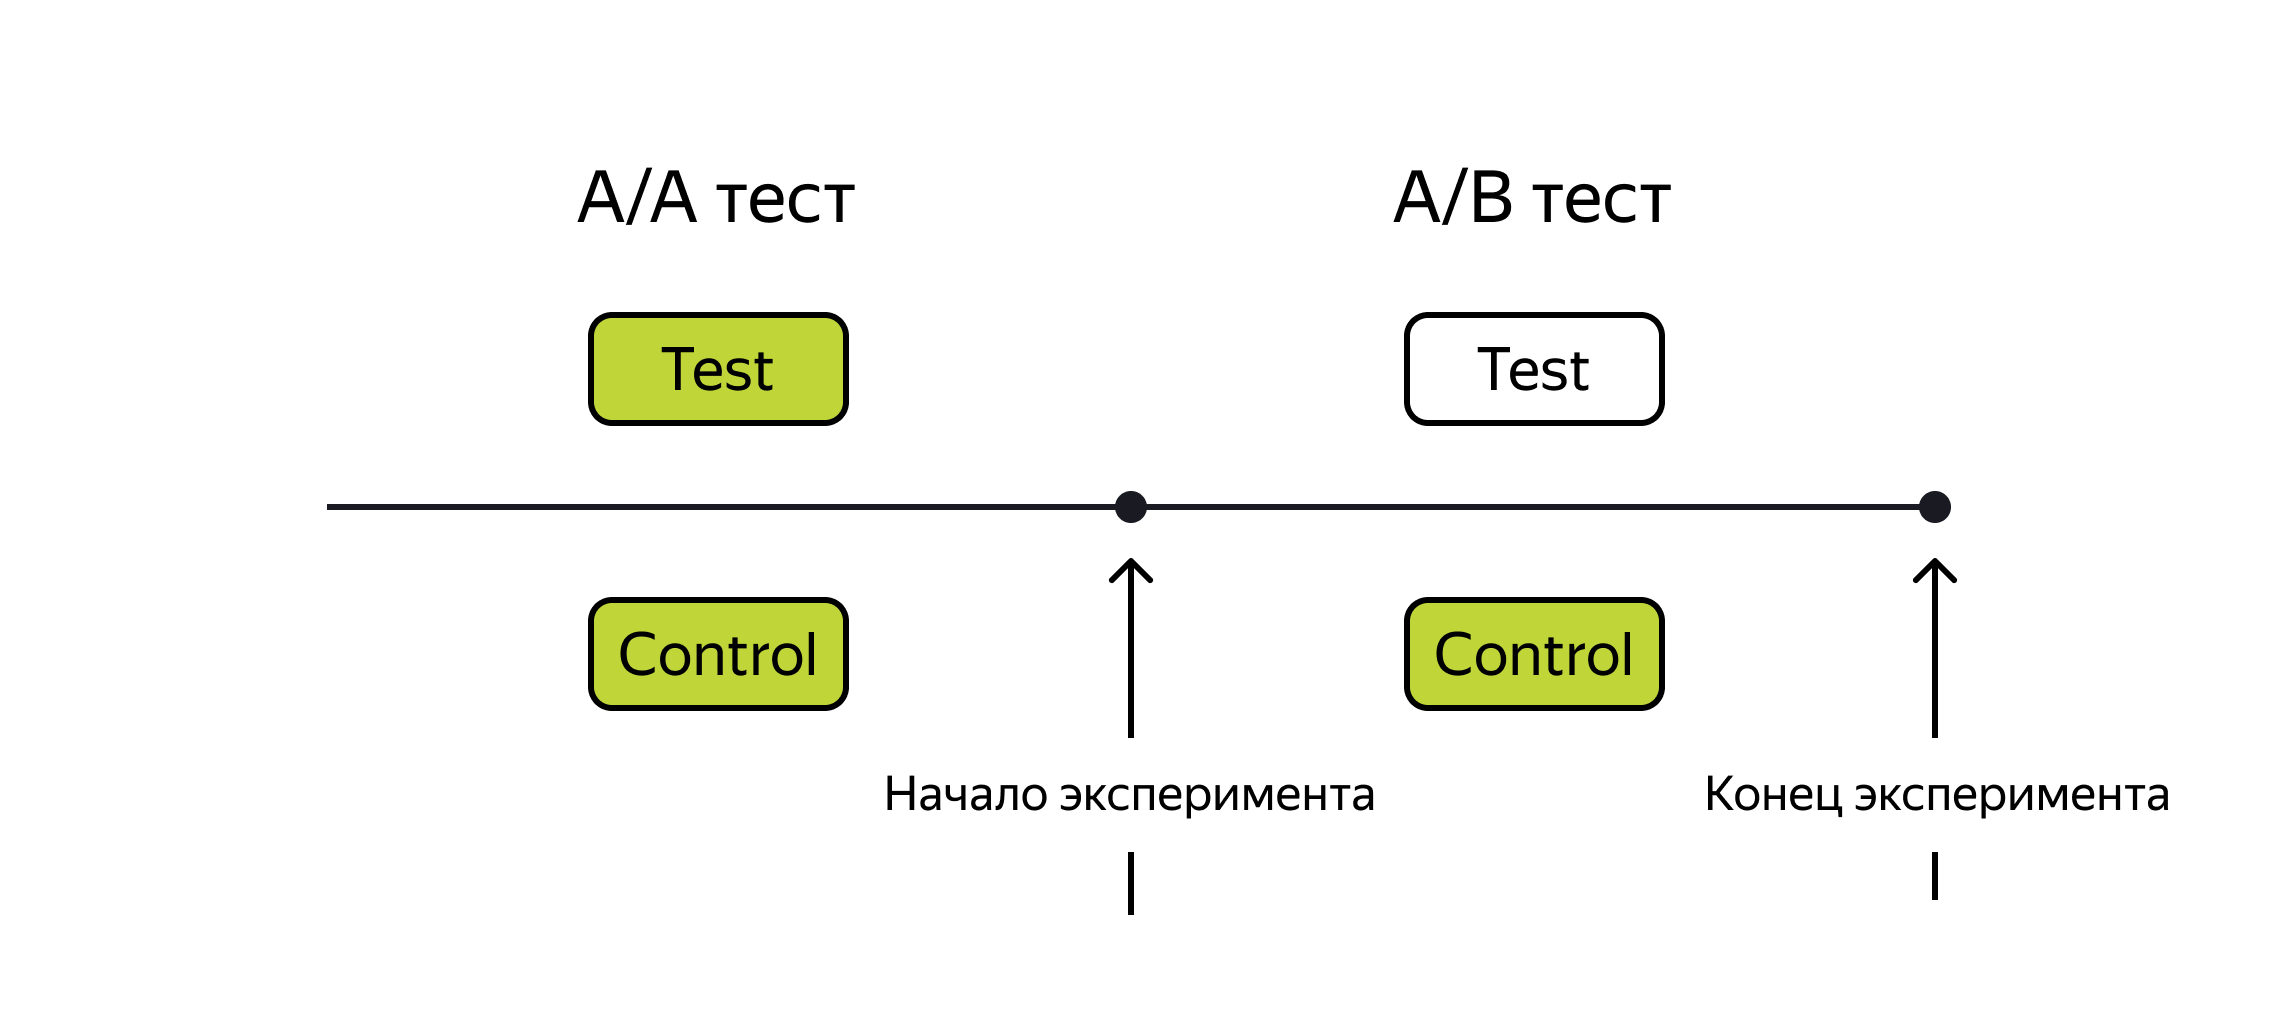 А/А тест
А/В тест
Test
Test
Control
Control
Начало эксперимента
Конец эксперимента